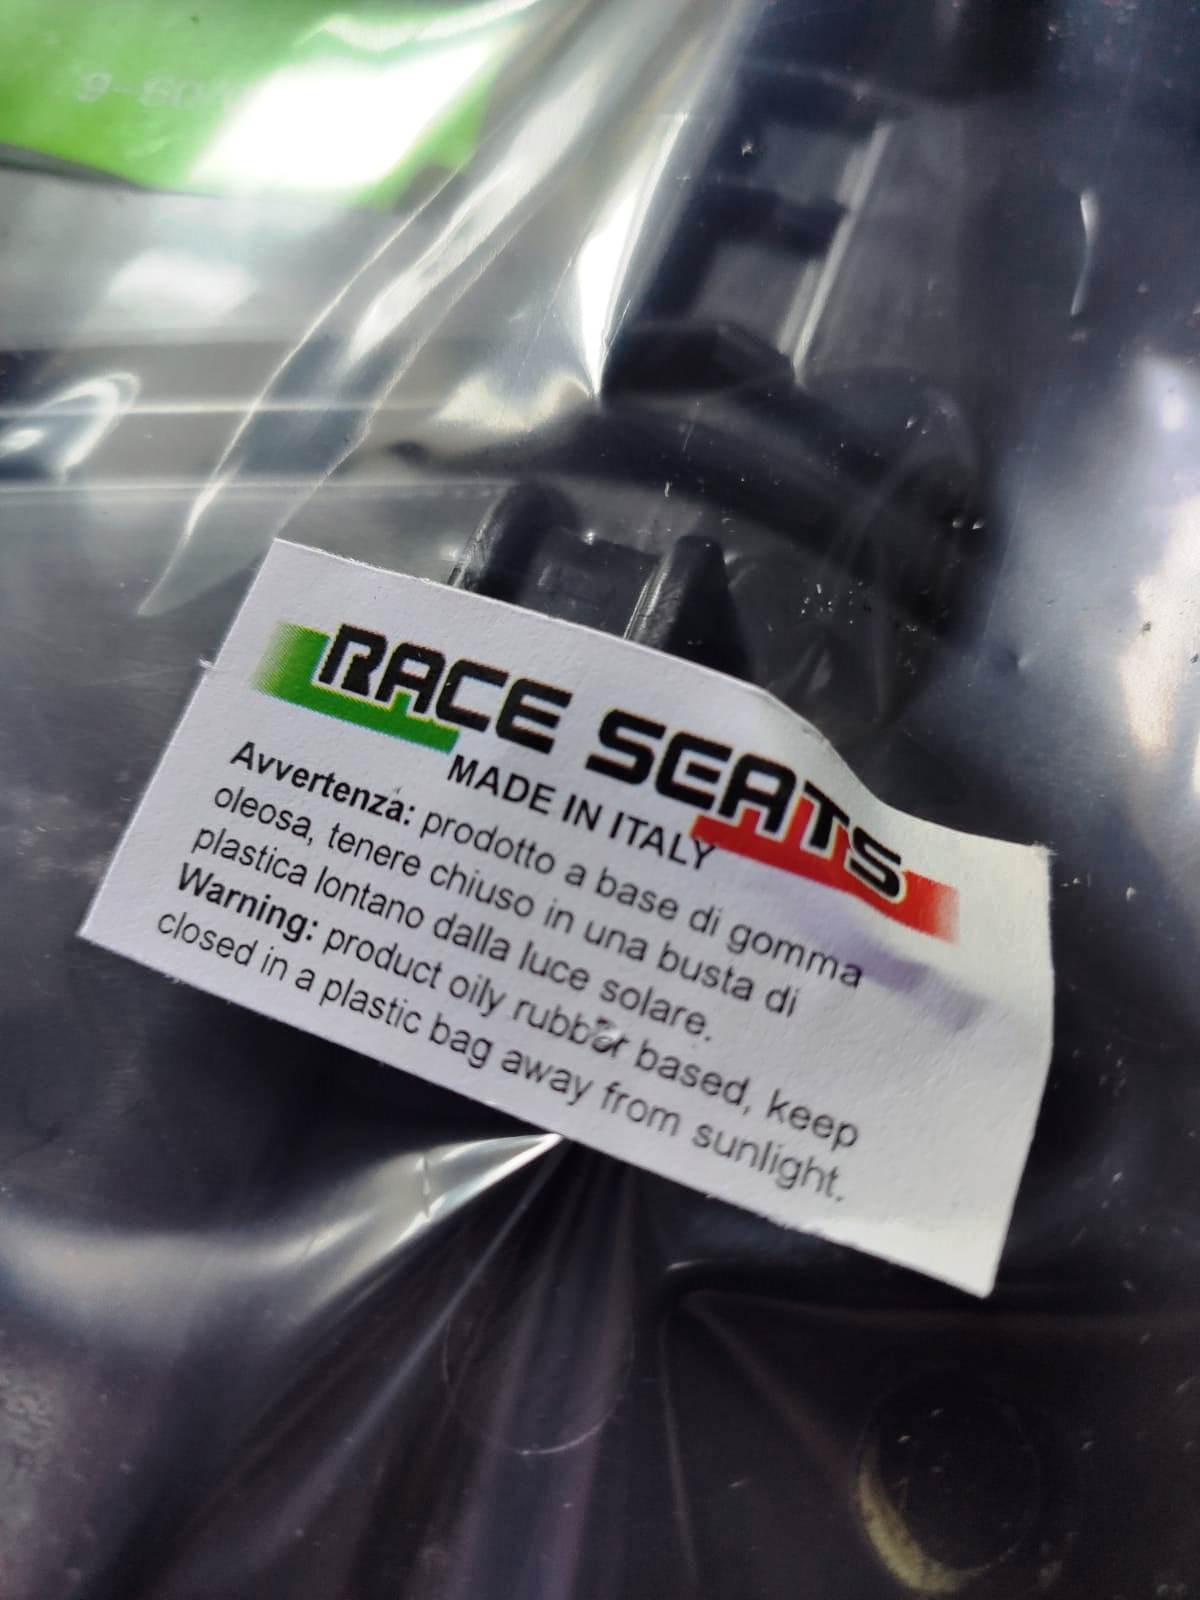 RACE SEATS
MADE IN ITALY
Avvertenza: prodotto a base di gomma
oleosa, tenere chiuso in una busta di
plastica lontano dalla luce solare.
Warning: product oily rubber based, keep
closed in a plastic bag away from sunlight.